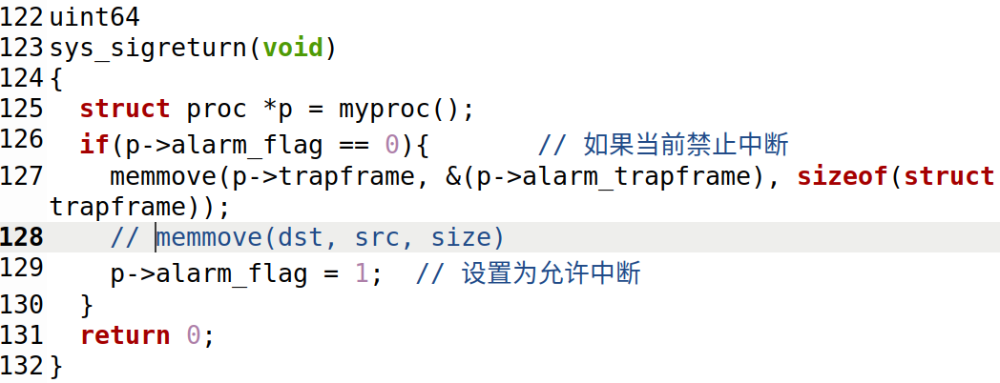 122 uint64
123 sys_sigreturn(void)
124 {
125   struct proc *p = myproc();
126   if(p->alarm_flag == 0){       // 如果当前禁止中断
127     memmove(p->trapframe, &(p->alarm_trapframe), sizeof(struct
trapframe));
128     // memmove(dst, src, size)
129     p->alarm_flag = 1;  // 设置为允许中断
130   }
131   return 0;
132 }